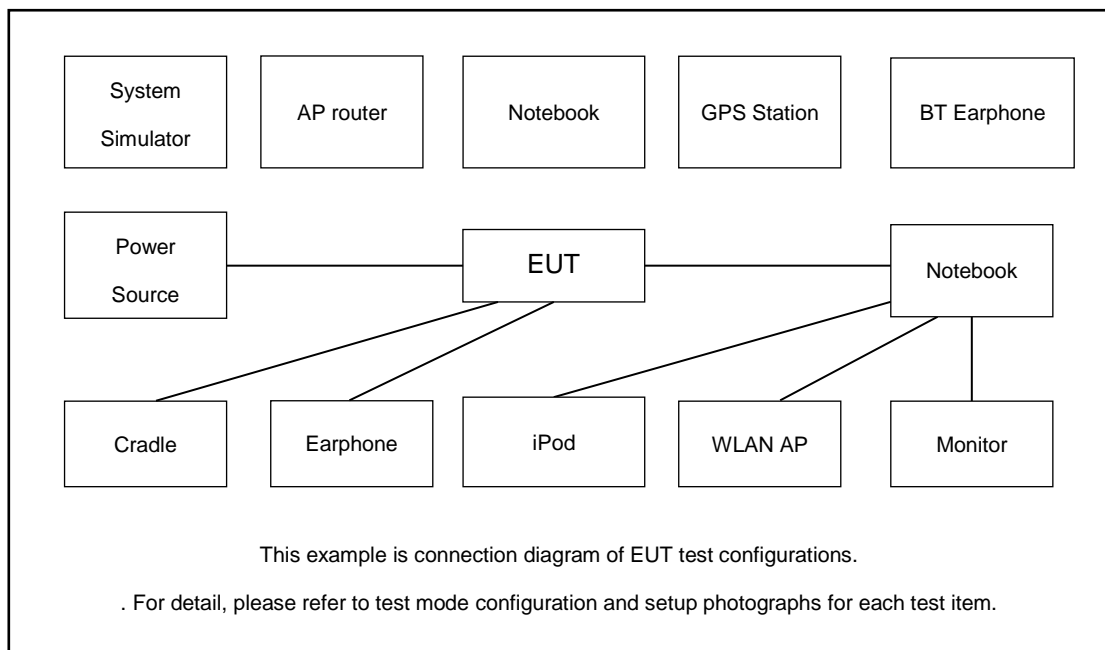 System
Simulator
AP router
Notebook
GPS Station
BT Earphone
Power
Source
EUT
Notebook
Cradle
Earphone
iPod
WLAN AP
Monitor
This example is connection diagram of EUT test configurations.
. For detail, please refer to test mode configuration and setup photographs for each test item.